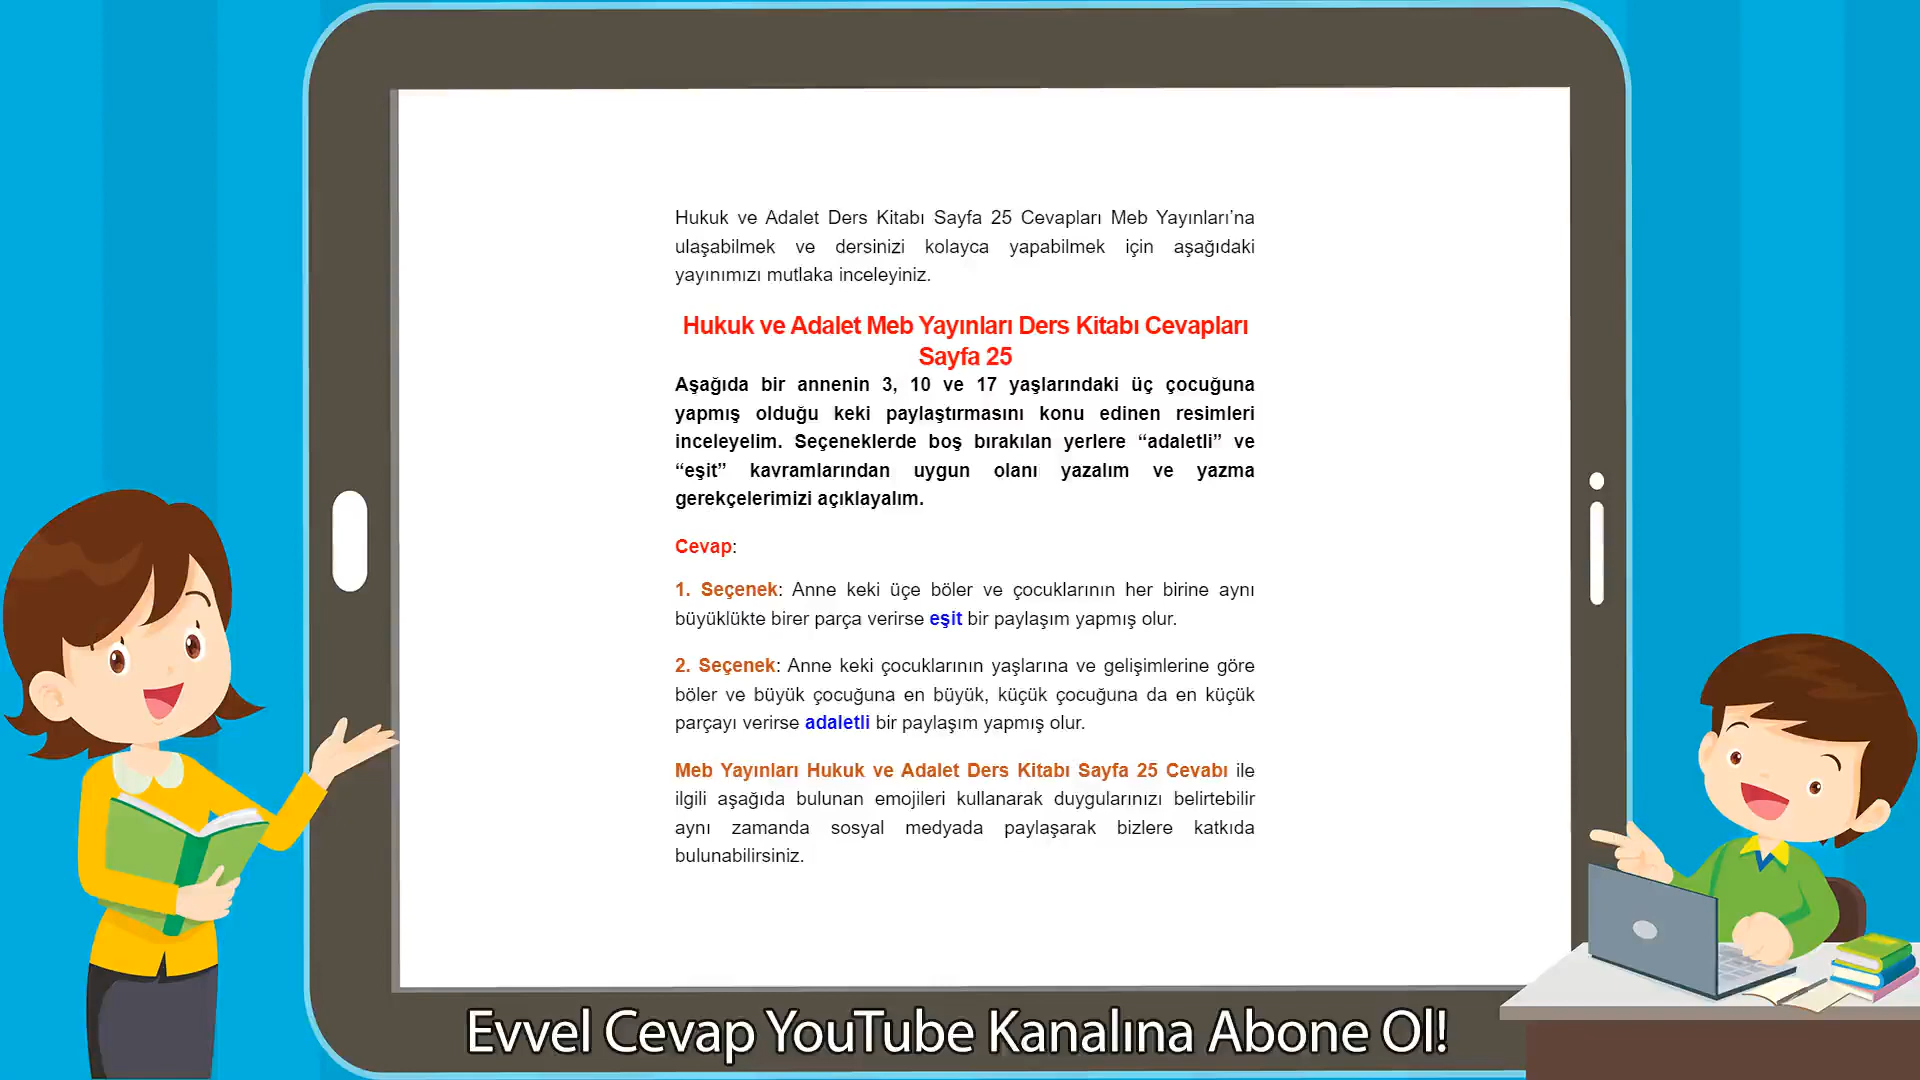 Hukuk ve Adalet Ders Kitabı Sayfa 25 Cevapları Meb Yayınları’na
ulaşabilmek ve dersinizi kolayca yapabilmek için aşağıdaki
yayınımızı mutlaka inceleyiniz.
Hukuk ve Adalet Meb Yayınları Ders Kitabı Cevapları
Sayfa 25
Aşağıda bir annenin 3, 10 ve 17 yaşlarındaki üç çocuğuna
yapmış olduğu keki paylaştırmasını konu edinen resimleri
inceleyelim. Seçeneklerde boş bırakılan yerlere “adaletli” ve
“eşit” kavramlarından uygun olanı yazalım ve yazma
gerekçelerimizi açıklayalım.
Cevap:
1. Seçenek: Anne keki üçe böler ve çocuklarının her birine aynı
büyüklükte birer parça verirse eşit bir paylaşım yapmış olur.
2. Seçenek: Anne keki çocuklarının yaşlarına ve gelişimlerine göre
böler ve büyük çocuğuna en büyük, küçük çocuğuna da en küçük
parçayı verirse adaletli bir paylaşım yapmış olur.
Meb Yayınları Hukuk ve Adalet Ders Kitabı Sayfa 25 Cevabı ile
ilgili aşağıda bulunan emojileri kullanarak duygularınızı belirtebilir
aynı zamanda sosyal medyada paylaşarak bizlere katkıda
bulunabilirsiniz.
Evvel Cevap YouTube Kanalına Abone Ol!